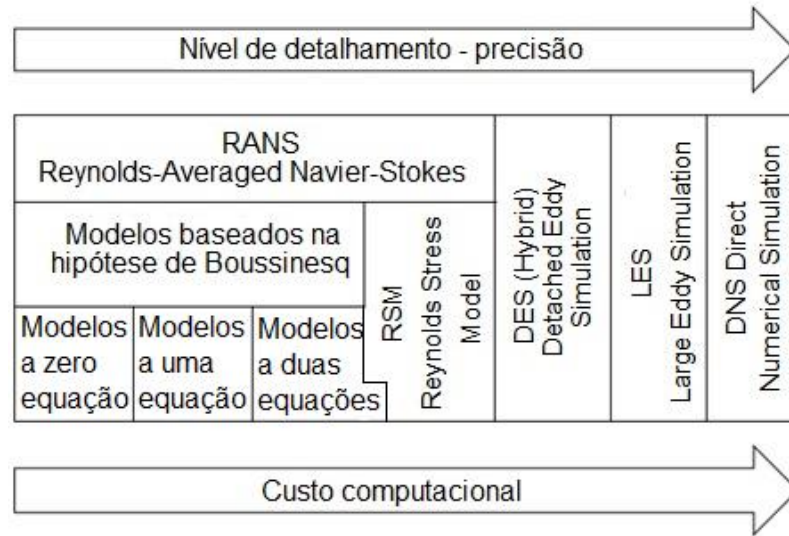 Nível de detalhamento - precisão
RANS
Reynolds-Averaged Navier-Stokes
Modelos baseados na
hipótese de Boussinesq
Modelos
a zero
equação
Modelos
a uma
equação
Modelos
a duas
equações
RSM
Reynolds Stress
Model
DES (Hybrid)
Detached Eddy
Simulation
LES
Large Eddy Simulation
DNS Direct
Numerical Simulation
Custo computacional